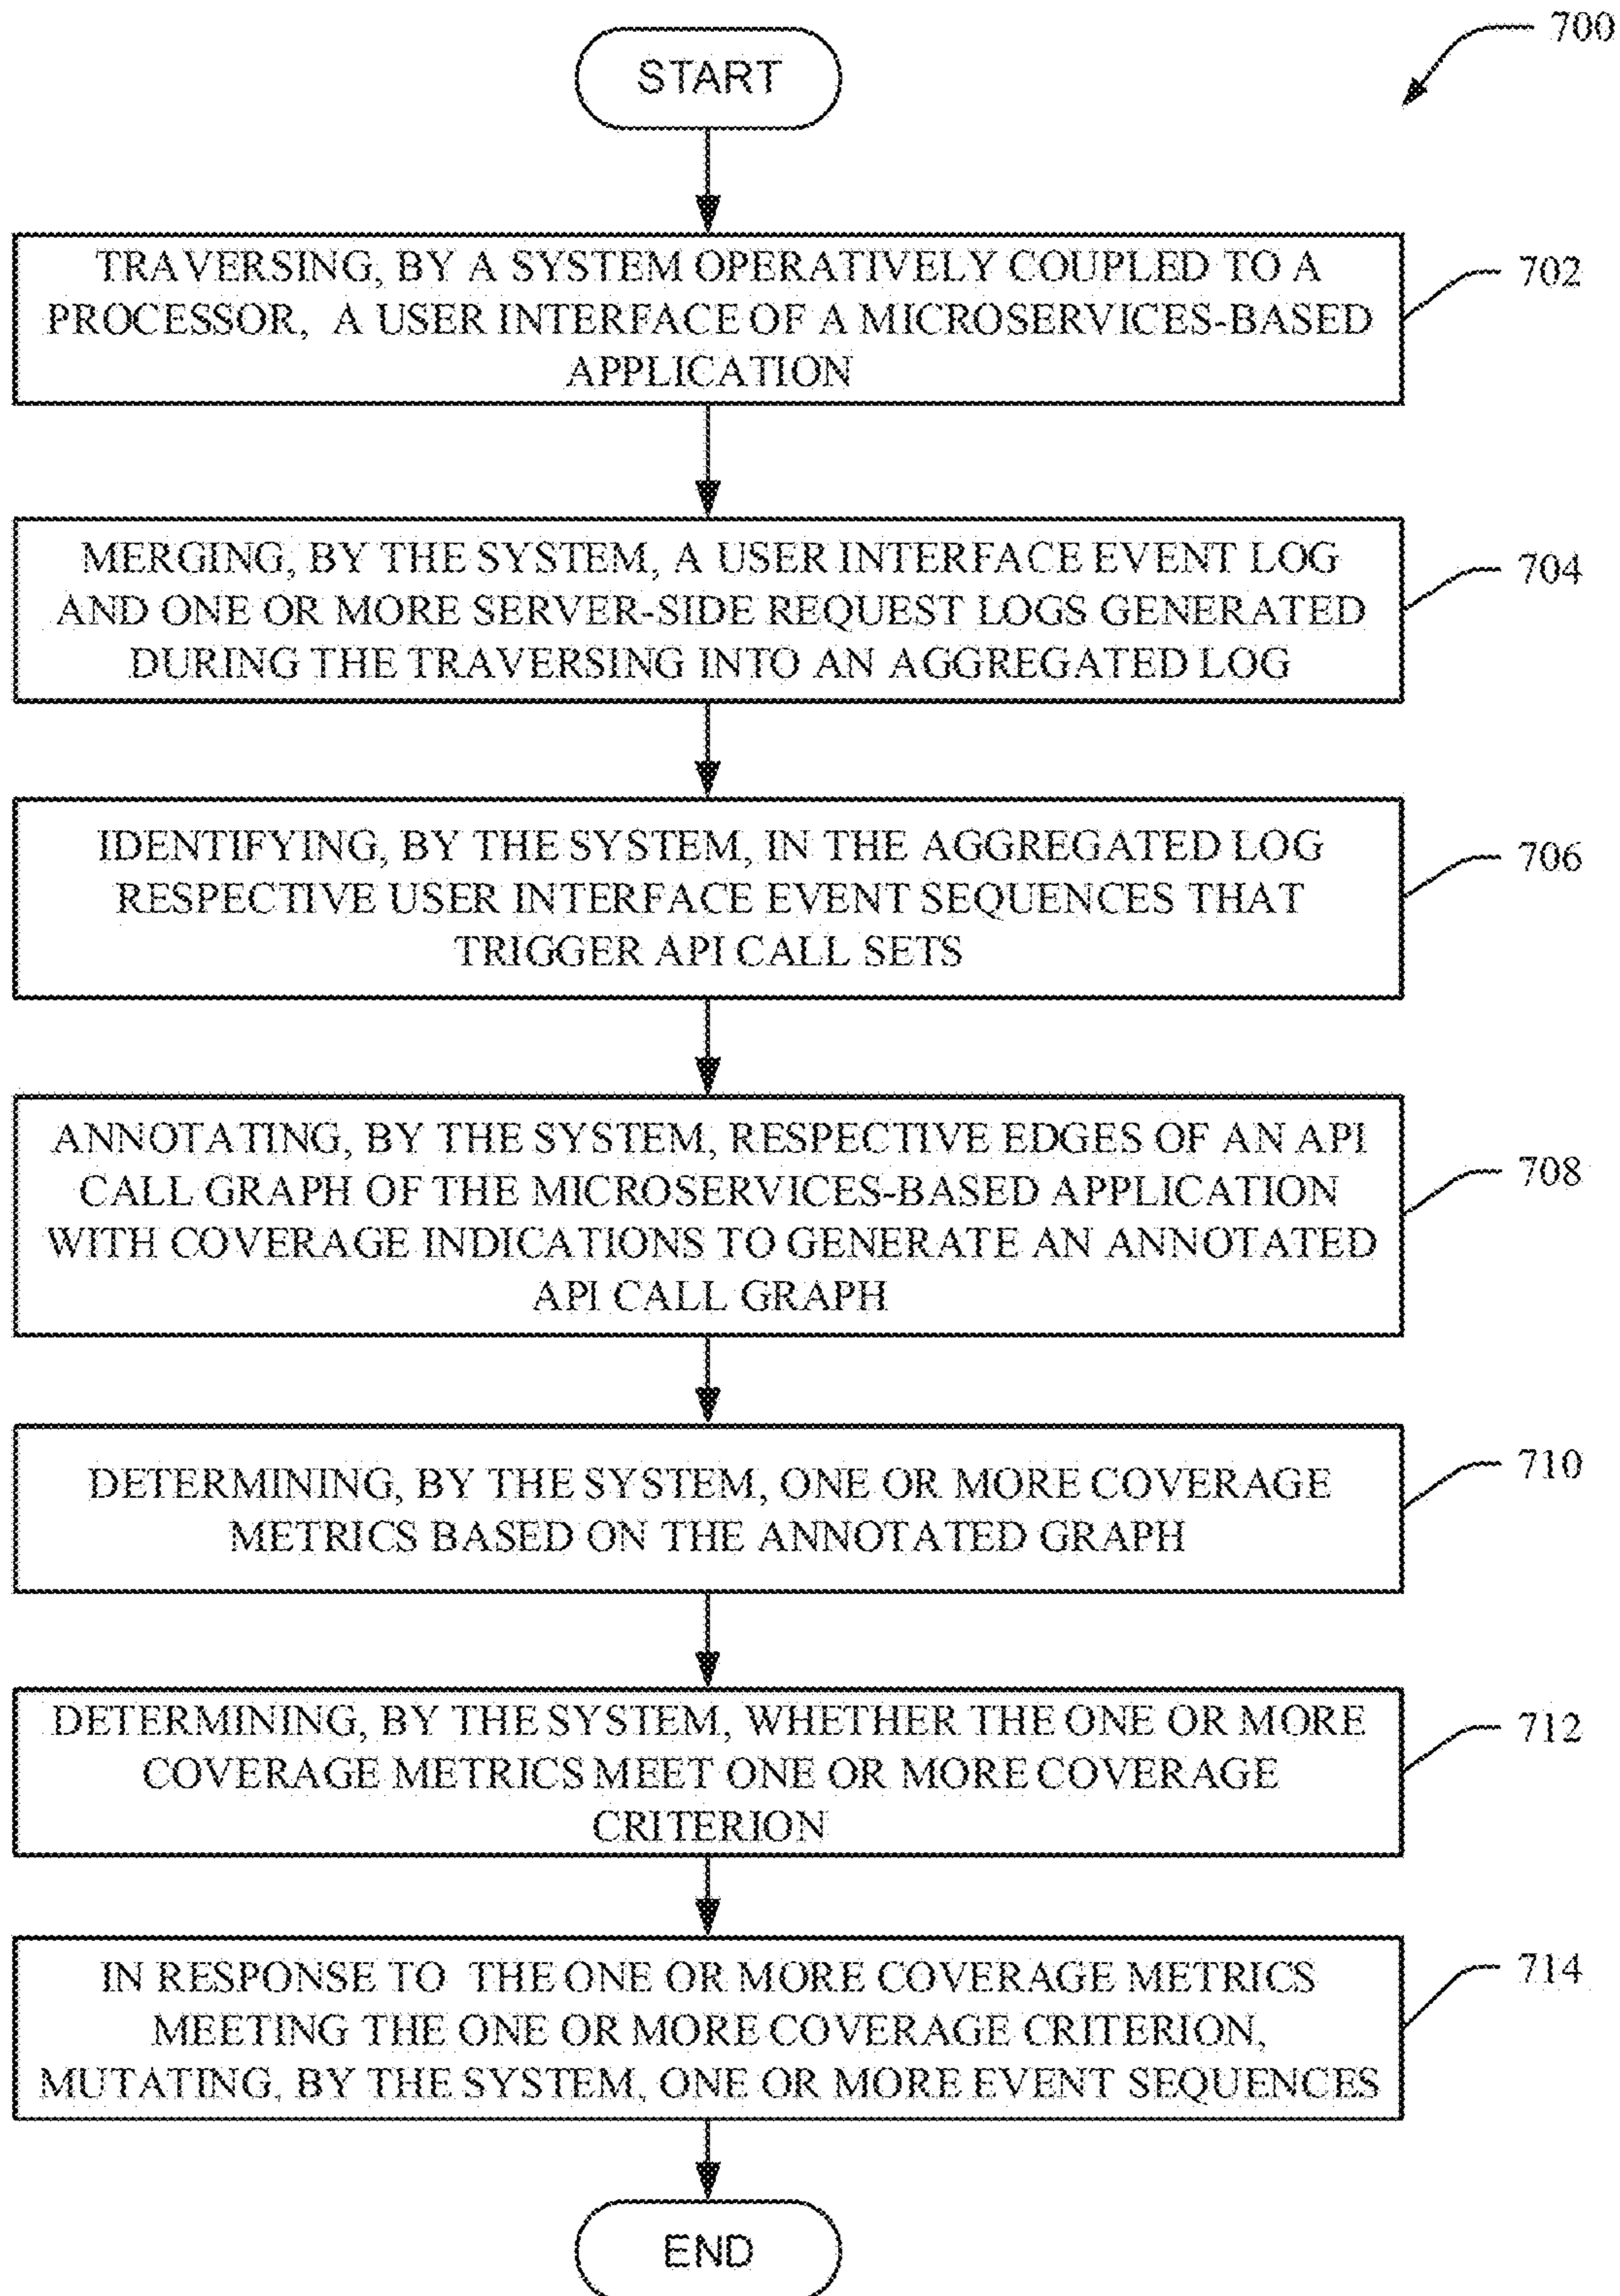 700
START
TRAVERSING, BY A SYSTEM OPERATIVELY COUPLED TO A
PROCESSOR, A USER INTERFACE OF A MICROSERVICES-BASED
APPLICATION
702
MERGING, BY THE SYSTEM, A USER INTERFACE EVENT LOG
AND ONE OR MORE SERVER-SIDE REQUEST LOGS GENERATED
DURING THE TRAVERSING INTO AN AGGREGATED LOG
704
IDENTIFYING, BY THE SYSTEM, IN THE AGGREGATED LOG
RESPECTIVE USER INTERFACE EVENT SEQUENCES THAT
TRIGGER API CALL SETS
706
ANNOTATING, BY THE SYSTEM, RESPECTIVE EDGES OF AN API
CALL GRAPH OF THE MICROSERVICES-BASED APPLICATION
WITH COVERAGE INDICATIONS TO GENERATE AN ANNOTATED
API CALL GRAPH
708
DETERMINING, BY THE SYSTEM, ONE OR MORE COVERAGE
METRICS BASED ON THE ANNOTATED GRAPH
710
DETERMINING, BY THE SYSTEM, WHETHER THE ONE OR MORE
COVERAGE METRICS MEET ONE OR MORE COVERAGE
CRITERION
712
IN RESPONSE TO THE ONE OR MORE COVERAGE METRICS
MEETING THE ONE OR MORE COVERAGE CRITERION,
MUTATING, BY THE SYSTEM, ONE OR MORE EVENT SEQUENCES
714
END